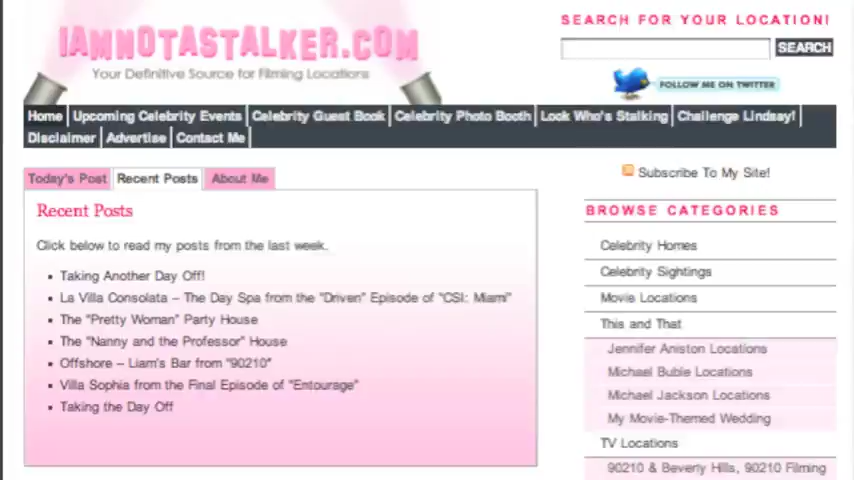 IAMNOTASTALKER.COM
Your Definitive Source for Filming Locations
SEARCH FOR YOUR LOCATION!
SEARCH
FOLLOW ME ON TWITTER
Home Upcoming Celebrity Events Celebrity Guest Book Celebrity Photo Booth Look Who's Stalking Challenge Lindsay!
Disclaimer Advertise Contact Me
Today's Post Recent Posts About Me
Recent Posts
Click below to read my posts from the last week.
Taking Another Day Off!
La Villa Consolata – The Day Spa from the "Driven" Episode of "CSI: Miami"
The "Pretty Woman" Party House
The "Nanny and the Professor" House
Offshore – Liam's Bar from "90210"
Villa Sophia from the Final Episode of "Entourage"
Taking the Day Off
Subscribe To My Site!
BROWSE CATEGORIES
Celebrity Homes
Celebrity Sightings
Movie Locations
This and That
Jennifer Aniston Locations
Michael Buble Locations
Michael Jackson Locations
My Movie-Themed Wedding
TV Locations
90210 & Beverly Hills, 90210 Filming